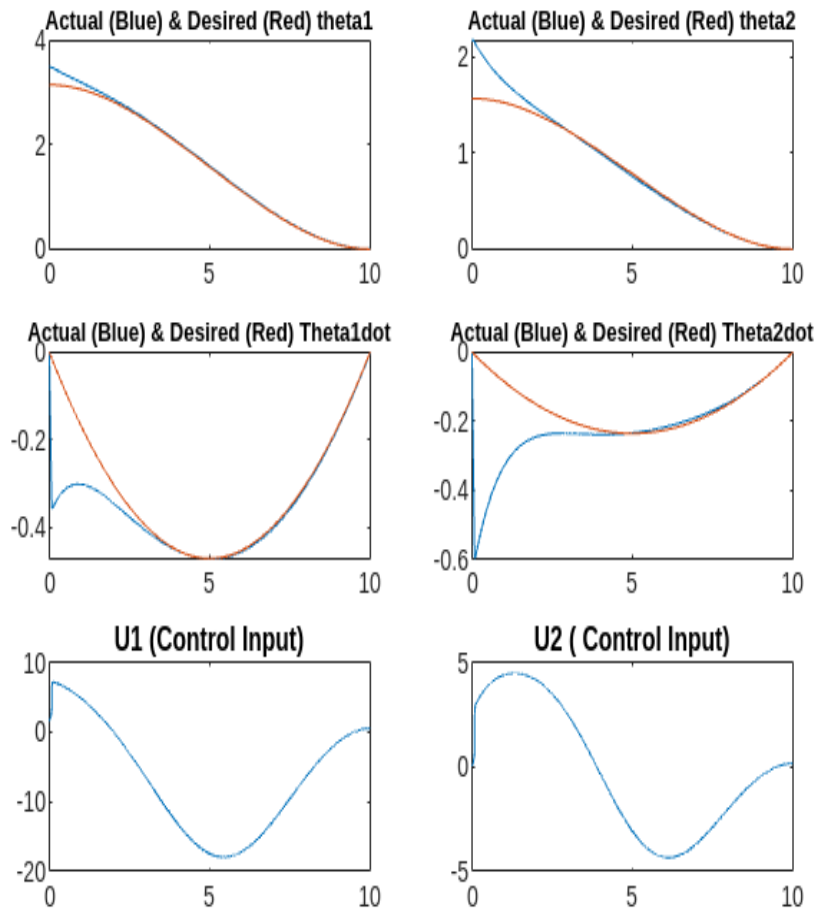 Actual (Blue) & Desired (Red) theta1
4
2
0
0 5 10
Actual (Blue) & Desired (Red) theta2
2
1
0
0 5 10
Actual (Blue) & Desired (Red) Theta1dot
0
-0.2
-0.4
0 5 10
Actual (Blue) & Desired (Red) Theta2dot
0
-0.2
-0.4
-0.6
0 5 10
U1 (Control Input)
10
0
-10
-20
0 5 10
U2 ( Control Input)
5
0
-5
0 5 10